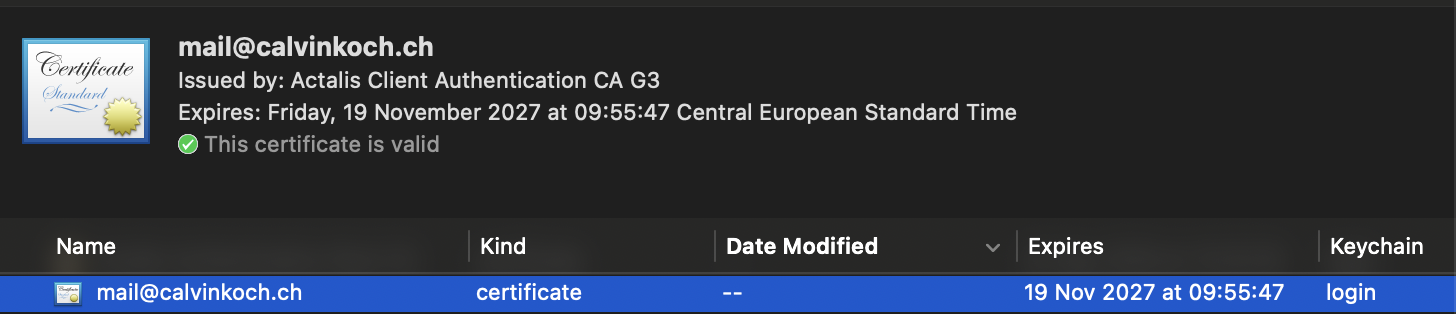 Certificate
Standard
mail@calvinkoch.ch
Issued by: Actalis Client Authentication CA G3
Expires: Friday, 19 November 2027 at 09:55:47 Central European Standard Time
This certificate is valid
Name Kind Date Modified Expires Keychain
mail@calvinkoch.ch certificate -- 19 Nov 2027 at 09:55:47 login